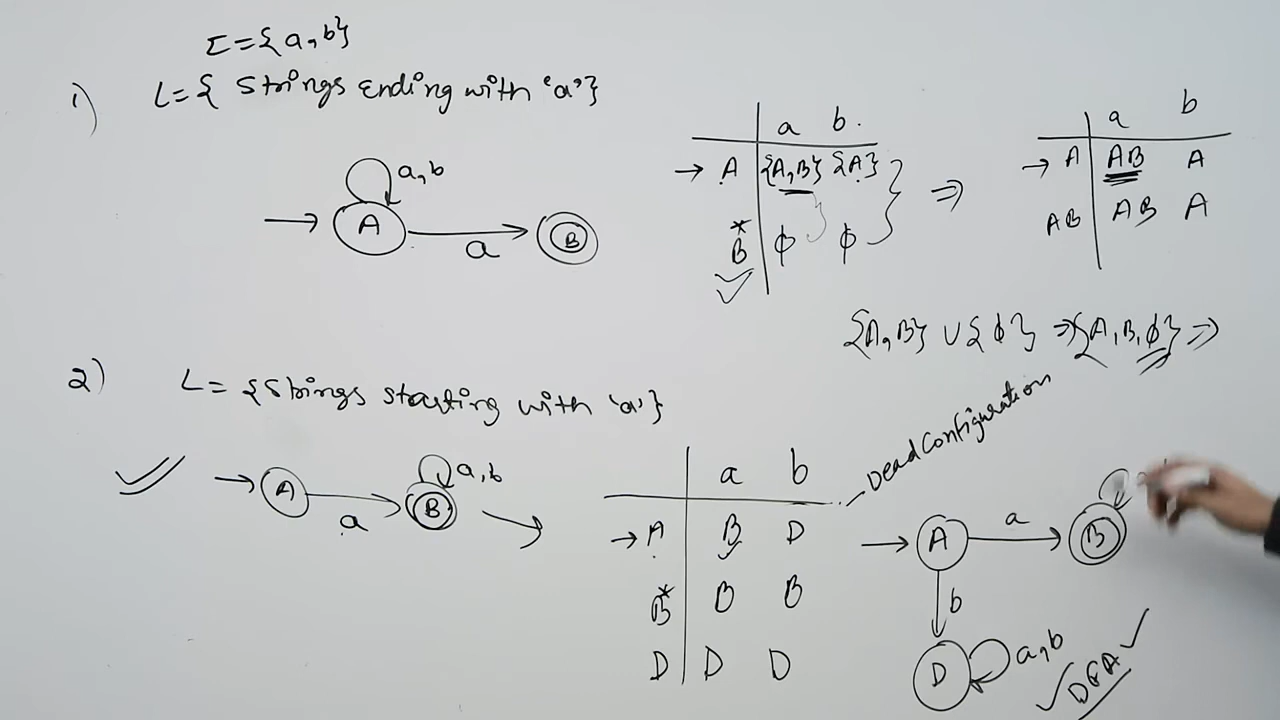 Σ={a,b}
1) L={ Strings Ending with 'a'}
a,b
A
a
B
a b.
→ A {A,B} {A}
* B ϕ ϕ
⇒
a b
→ A AB A
AB AB A
{A,B} ∪ {ϕ} ⇒ {A,B,ϕ} ⇒
2) L= {Strings starting with 'a'}
→ A
a
B
a,b
a b
Dead Configuration
→ A B D
* B B B
D D D
→ A
a
B
b
D
a,b
DFA